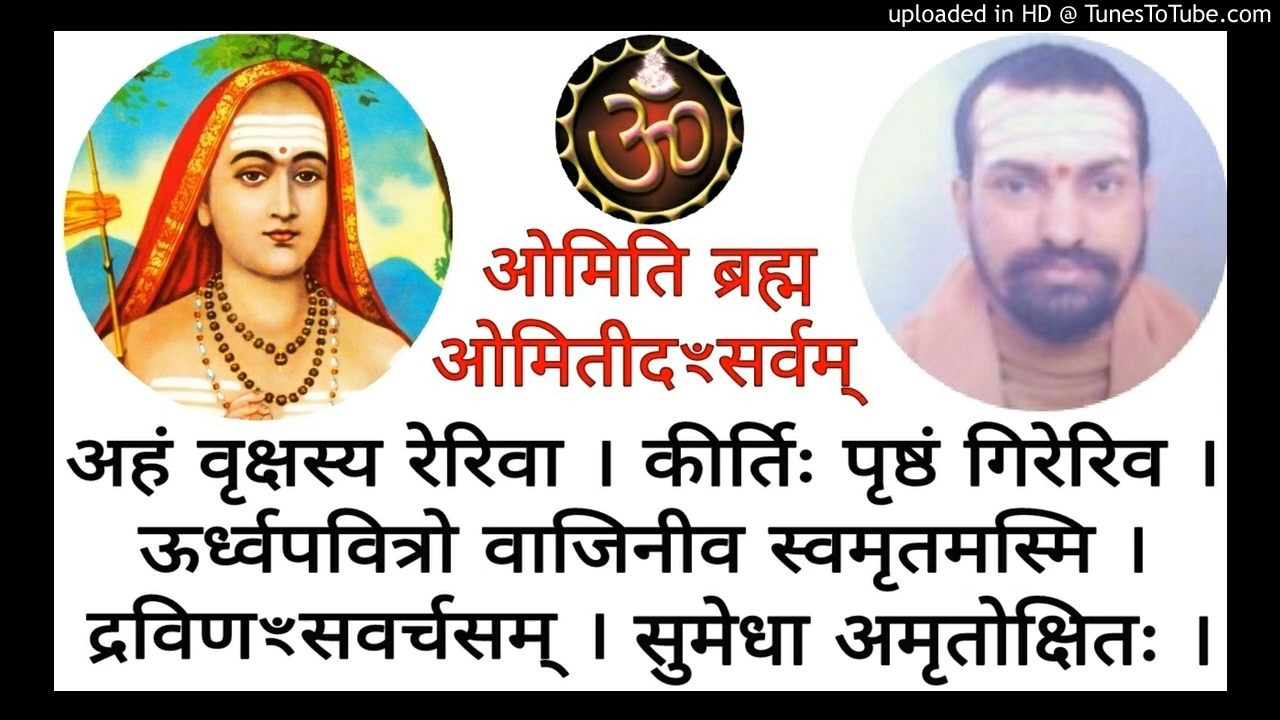 uploaded in HD @ TunesToTube.com
ॐ
ओमिति ब्रह्म
ओमितीदꣳसर्वम्
अहं वृक्षस्य रेरिवा । कीर्तिः पृष्ठं गिरेरिव ।
ऊर्ध्वपवित्रो वाजिनीव स्वमृतमस्मि ।
द्रविणꣳसवर्चसम् । सुमेधा अमृतोक्षितः ।